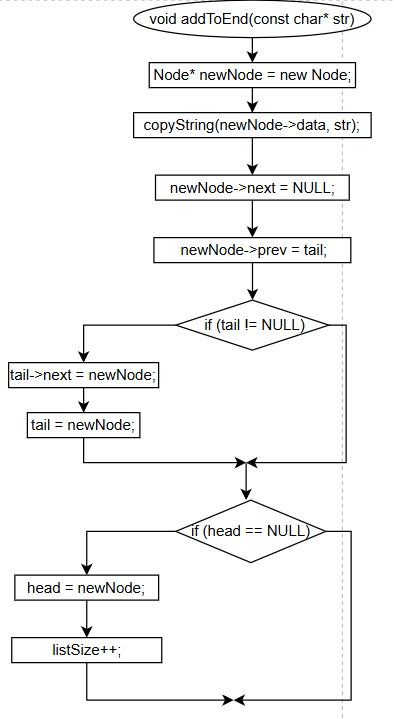 void addToEnd(const char* str)
Node* newNode = new Node;
copyString(newNode->data, str);
newNode->next = NULL;
newNode->prev = tail;
if (tail != NULL)
tail->next = newNode;
tail = newNode;
if (head == NULL)
head = newNode;
listSize++;